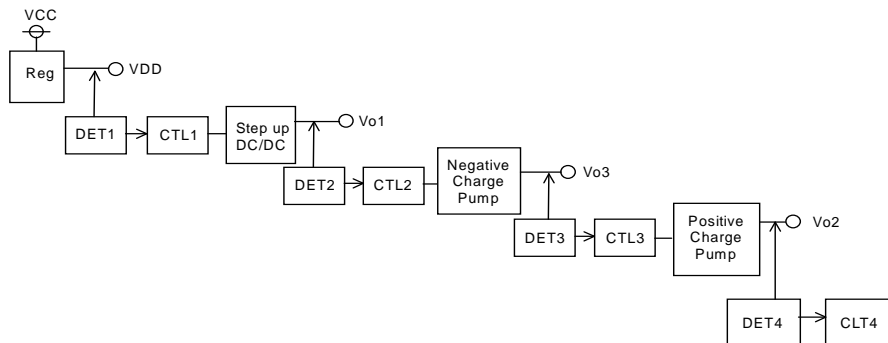 VCC
Reg
VDD
DET1
CTL1
Step up
DC/DC
Vo1
DET2
CTL2
Negative
Charge
Pump
Vo3
DET3
CTL3
Positive
Charge
Pump
Vo2
DET4
CLT4